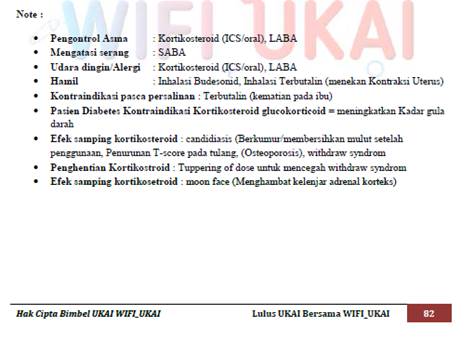 WIFI UKAI
Note :
• Pengontrol Asma : Kortikosteroid (ICS/oral), LABA
• Mengatasi serang : SABA
• Udara dingin/Alergi : Kortikosteroid (ICS/oral), LABA
• Hamil : Inhalasi Budesonid, Inhalasi Terbutalin (menekan Kontraksi Uterus)
• Kontraindikasi pasca persalinan : Terbutalin (kematian pada ibu)
• Pasien Diabetes Kontraindikasi Kortikosteroid glucokorticoid = meningkatkan Kadar gula
darah
• Efek samping kortikosteroid : candidiasis (Berkumur/membersihkan mulut setelah
penggunaan, Penurunan T-score pada tulang, (Osteoporosis), withdraw syndrom
• Penghentian Kortikostroid : Tuppering of dose untuk mencegah withdraw syndrom
• Efek samping kortikosetroid : moon face (Menghambat kelenjar adrenal korteks)
Hak Cipta Bimbel UKAI WIFI_UKAI Lulus UKAI Bersama WIFI_UKAI 82